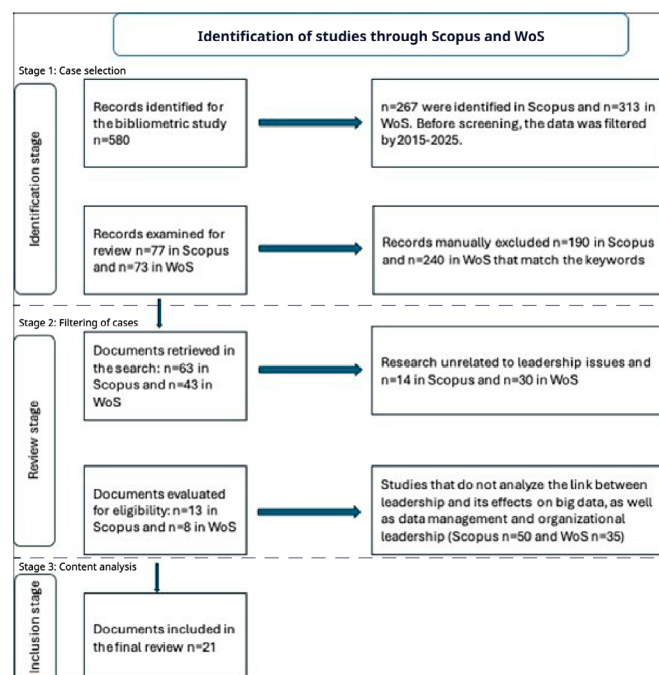 Identification of studies through Scopus and WoS
Stage 1: Case selection
Identification stage
Records identified for
the bibliometric study
n=580
n=267 were identified in Scopus and n=313 in
WoS. Before screening, the data was filtered
by 2015-2025.
Records examined for
review n=77 in Scopus
and n=73 in WoS
Records manually excluded n=190 in Scopus
and n=240 in WoS that match the keywords
Stage 2: Filtering of cases
Review stage
Documents retrieved in
the search: n=63 in
Scopus and n=43 in
WoS
Research unrelated to leadership issues and
n=14 in Scopus and n=30 in WoS
Documents evaluated
for eligibility: n=13 in
Scopus and n=8 in WoS
Studies that do not analyze the link between
leadership and its effects on big data, as well
as data management and organizational
leadership (Scopus n=50 and WoS n=35)
Stage 3: Content analysis
Inclusion stage
Documents included in
the final review n=21